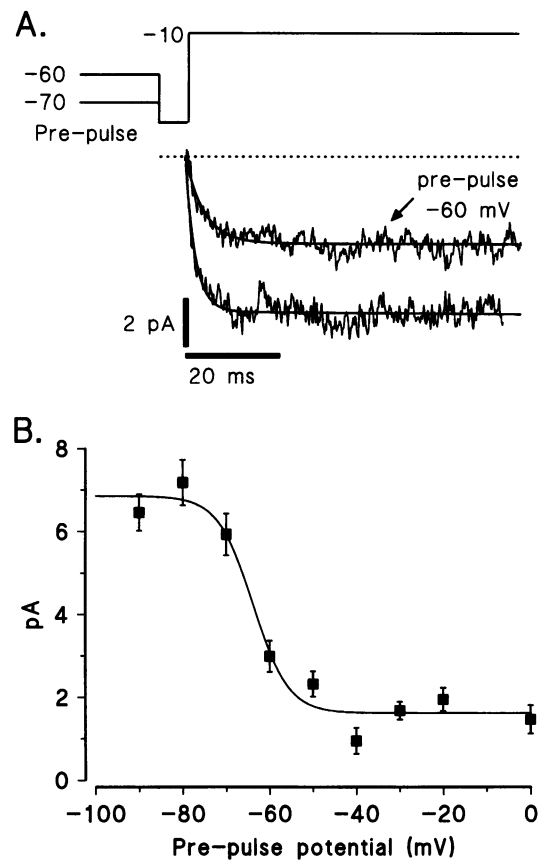 A.
−10
−60
−70
Pre−pulse
pre−pulse
−60 mV
2 pA
20 ms
B.
8
6
4
2
0
pA
−100 −80 −60 −40 −20 0
Pre−pulse potential (mV)